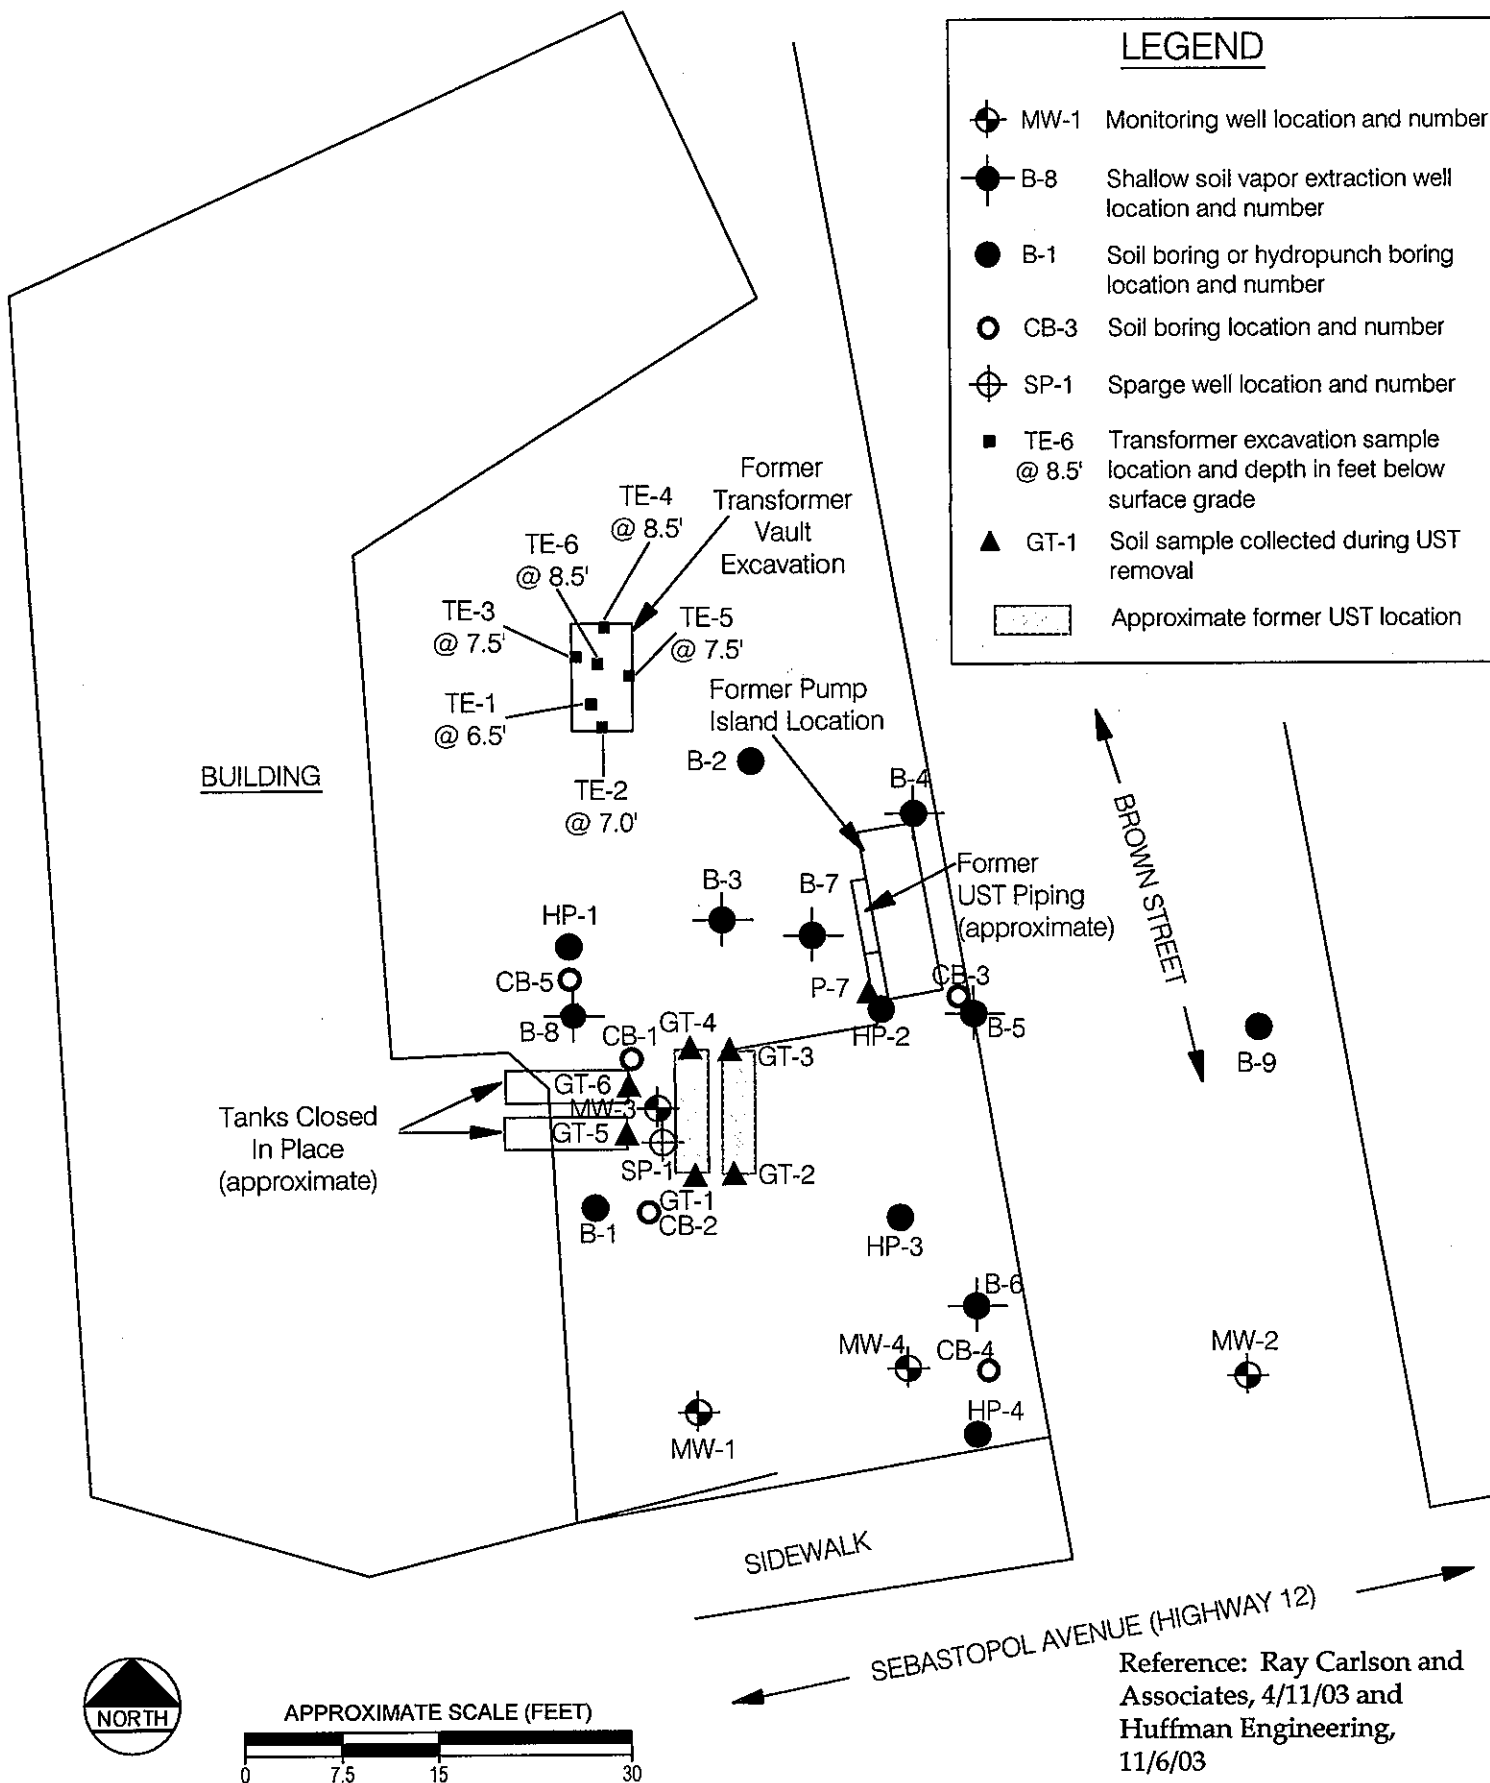 LEGEND
MW-1 Monitoring well location and number
B-8 Shallow soil vapor extraction well
location and number
B-1 Soil boring or hydropunch boring
location and number
CB-3 Soil boring location and number
SP-1 Sparge well location and number
TE-6 Transformer excavation sample
@ 8.5' location and depth in feet below
surface grade
GT-1 Soil sample collected during UST
removal
Approximate former UST location
Former
Transformer
Vault
Excavation
TE-4
@ 8.5'
TE-6
@ 8.5'
TE-3
@ 7.5'
TE-5
@ 7.5'
TE-1
@ 6.5'
TE-2
@ 7.0'
Former Pump
Island Location
BUILDING
B-2
B-4
BROWN STREET
Former
UST Piping
(approximate)
B-3
B-7
HP-1
CB-5
B-8
P-7
CB-3
HP-2
B-5
B-9
CB-1
GT-4
GT-3
GT-6
MW-3
GT-5
SP-1
GT-1
GT-2
Tanks Closed
In Place
(approximate)
B-1
CB-2
HP-3
B-6
MW-4
CB-4
MW-2
HP-4
MW-1
SIDEWALK
SEBASTOPOL AVENUE (HIGHWAY 12)
NORTH
APPROXIMATE SCALE (FEET)
0 7.5 15 30
Reference: Ray Carlson and
Associates, 4/11/03 and
Huffman Engineering,
11/6/03